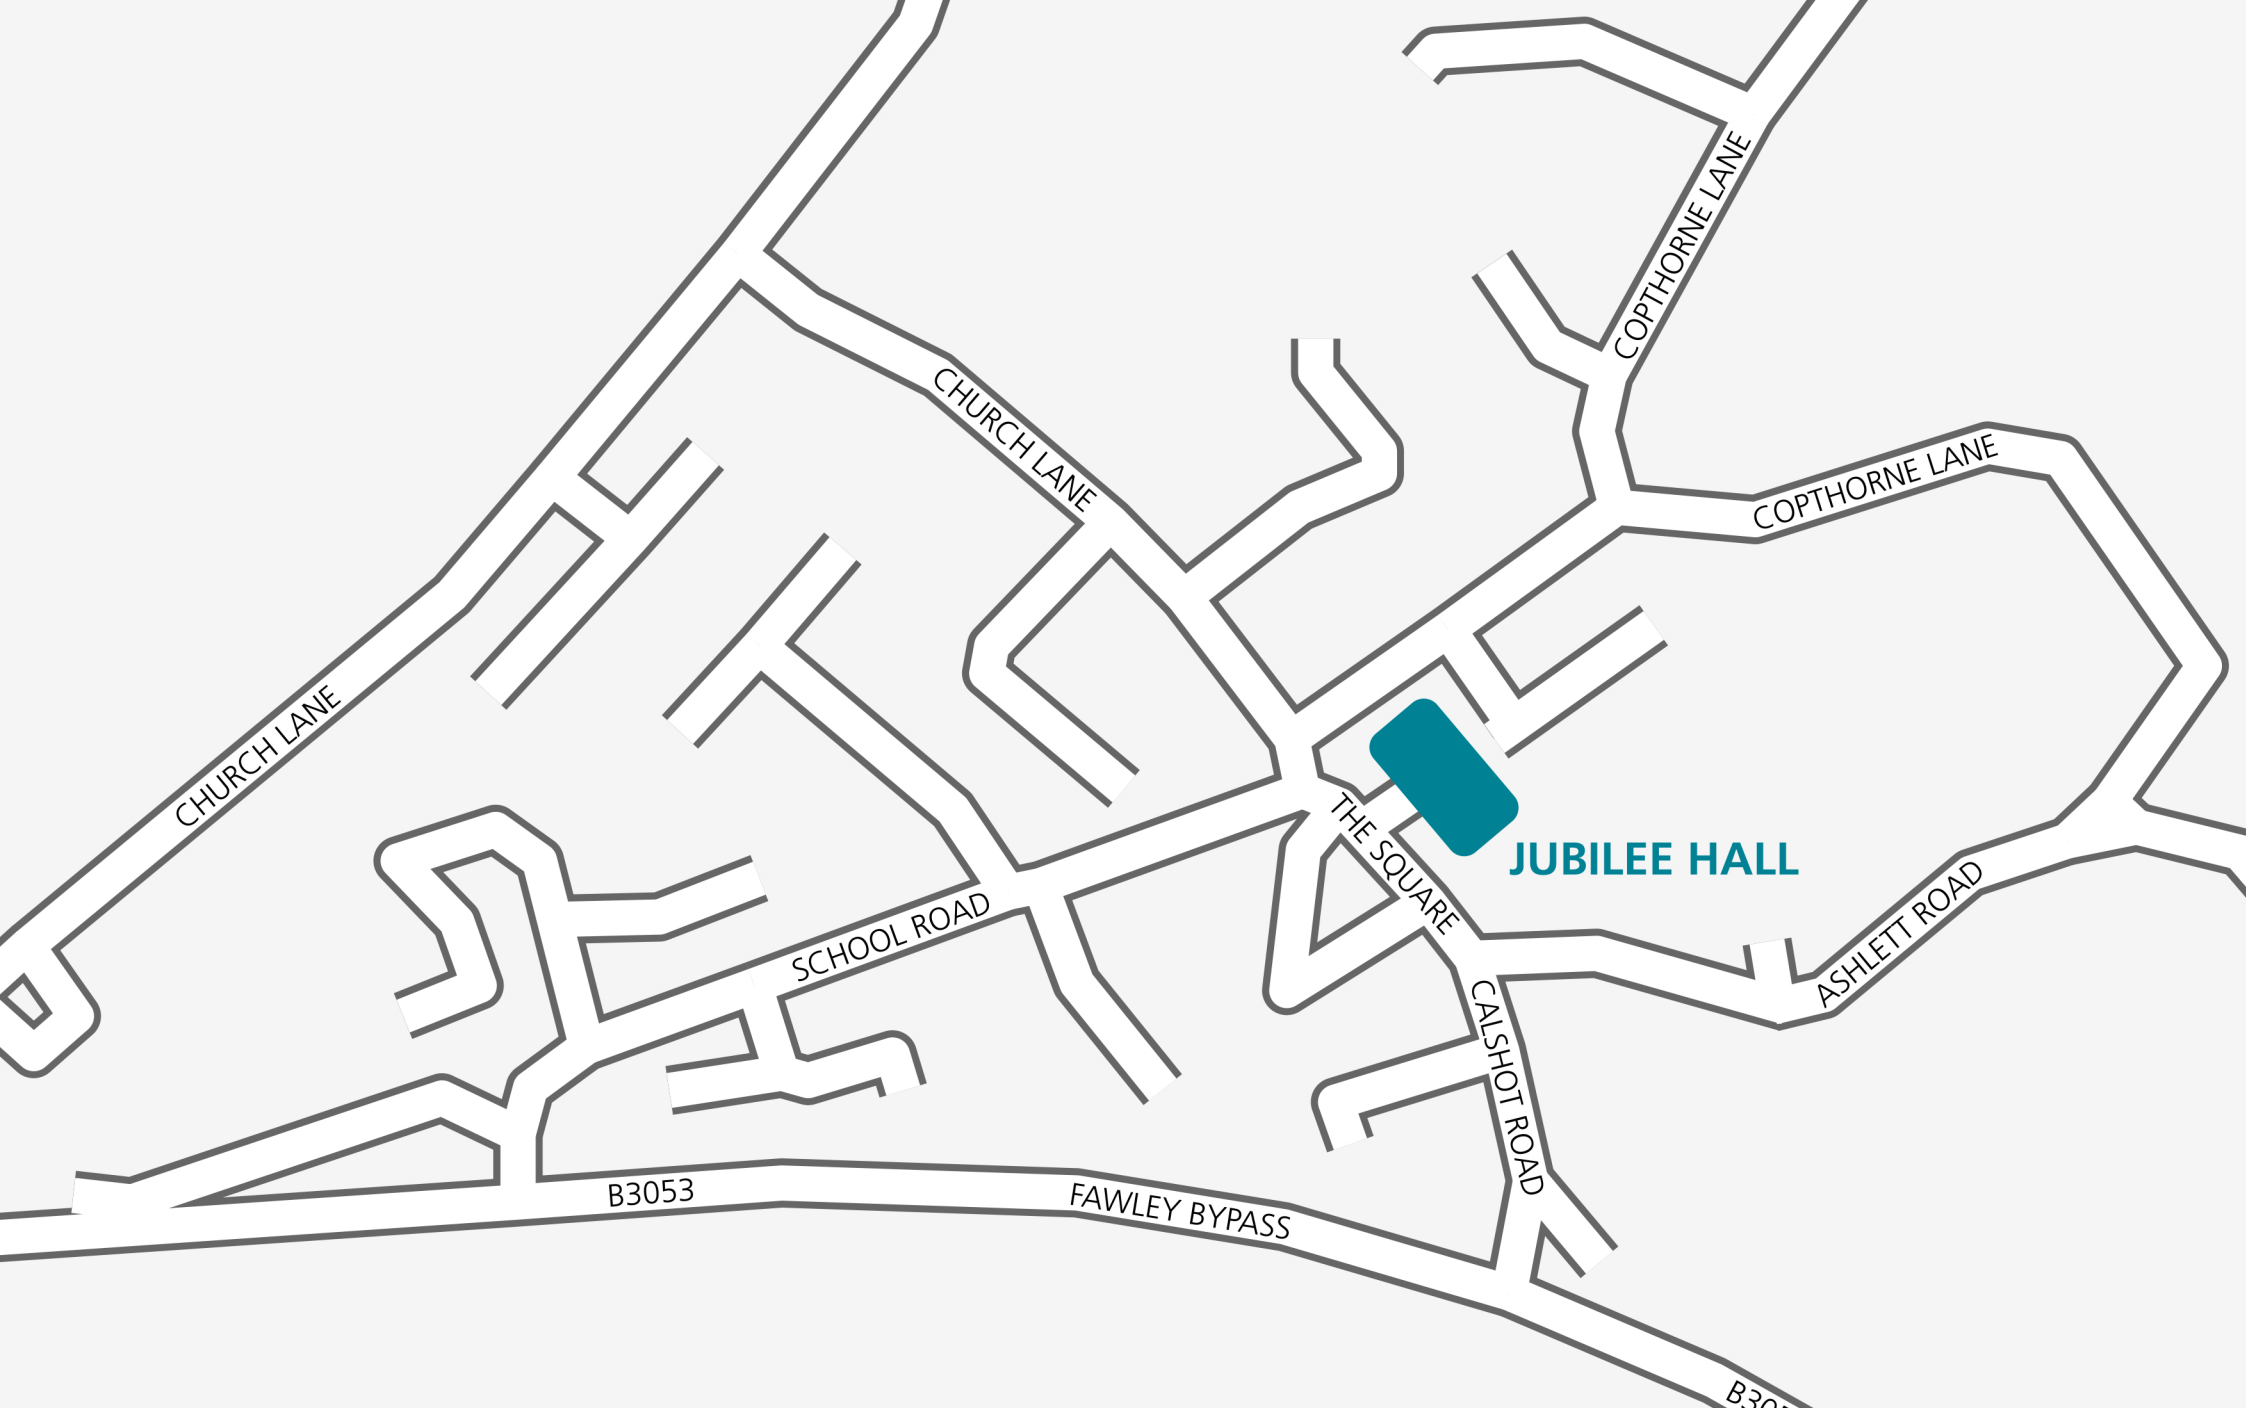 COPTHORNE LANE
CHURCH LANE
COPTHORNE LANE
CHURCH LANE
THE SQUARE
JUBILEE HALL
SCHOOL ROAD
ASHLETT ROAD
CALSHOT ROAD
B3053
FAWLEY BYPASS